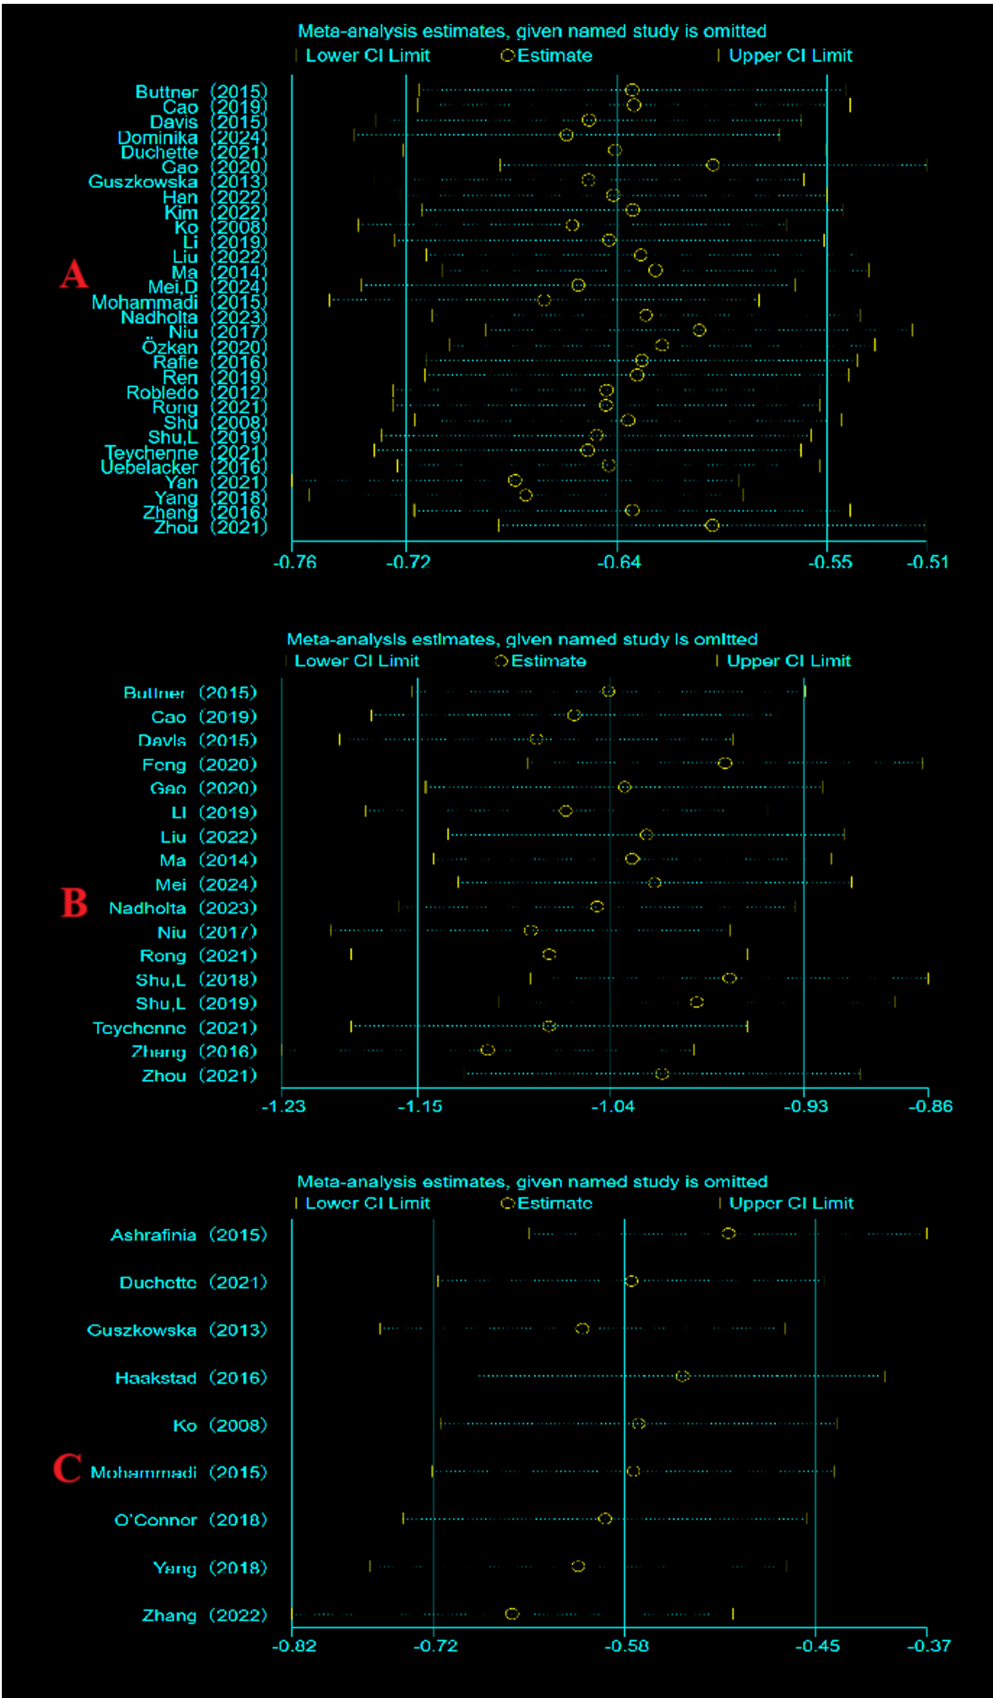 Meta-analysis estimates, given named study is omitted
Lower CI Limit Estimate Upper CI Limit
Buttner (2015)
Cao (2019)
Davis (2015)
Dominika (2024)
Duchette (2021)
Cao (2020)
Guszkowska (2013)
Han (2022)
Kim (2022)
Ko (2008)
Li (2019)
Liu (2022)
Ma (2014)
A
Mei,D (2024)
Mohammadi (2015)
Nadholta (2023)
Niu (2017)
Özkan (2020)
Rafie (2016)
Ren (2019)
Robledo (2012)
Rong (2021)
Shu (2008)
Shu,L (2019)
Teychenne (2021)
Uebelacker (2016)
Yan (2021)
Yang (2018)
Zhang (2016)
Zhou (2021)
-0.76 -0.72 -0.64 -0.55 -0.51
Meta-analysis estimates, given named study is omitted
Lower CI Limit Estimate Upper CI Limit
Buttner (2015)
Cao (2019)
Davis (2015)
Feng (2020)
Gao (2020)
LI (2019)
Liu (2022)
Ma (2014)
Mei (2024)
B
Nadholta (2023)
Niu (2017)
Rong (2021)
Shu,L (2018)
Shu,L (2019)
Teychenne (2021)
Zhang (2016)
Zhou (2021)
-1.23 -1.15 -1.04 -0.93 -0.86
Meta-analysis estimates, given named study is omitted
Lower CI Limit Estimate Upper CI Limit
Ashrafinia (2015)
Duchette (2021)
Guszkowska (2013)
Haakstad (2016)
Ko (2008)
C
Mohammadi (2015)
O'Connor (2018)
Yang (2018)
Zhang (2022)
-0.82 -0.72 -0.58 -0.45 -0.37